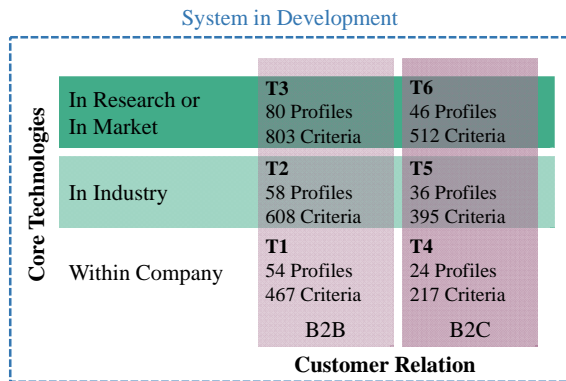 System in Development
Core Technologies
In Research or
In Market
T3
80 Profiles
803 Criteria
T6
46 Profiles
512 Criteria
In Industry
T2
58 Profiles
608 Criteria
T5
36 Profiles
395 Criteria
Within Company
T1
54 Profiles
467 Criteria
T4
24 Profiles
217 Criteria
B2B
B2C
Customer Relation